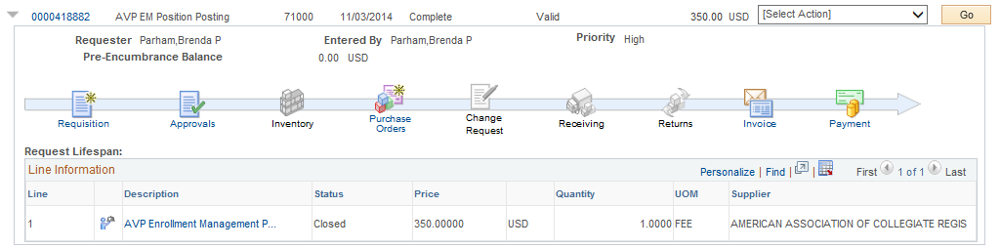 0000418882 AVP EM Position Posting 71000 11/03/2014 Complete Valid 350.00 USD [Select Action] Go
Requester Parham,Brenda P Entered By Parham,Brenda P Priority High
Pre-Encumbrance Balance 0.00 USD
Requisition Approvals Inventory Purchase Orders Change Request Receiving Returns Invoice Payment
Request Lifespan:
Line Information Personalize | Find | First 1 of 1 Last
Line Description Status Price Quantity UOM Supplier
1 AVP Enrollment Management P... Closed 350.00000 USD 1.0000 FEE AMERICAN ASSOCIATION OF COLLEGIATE REGIS